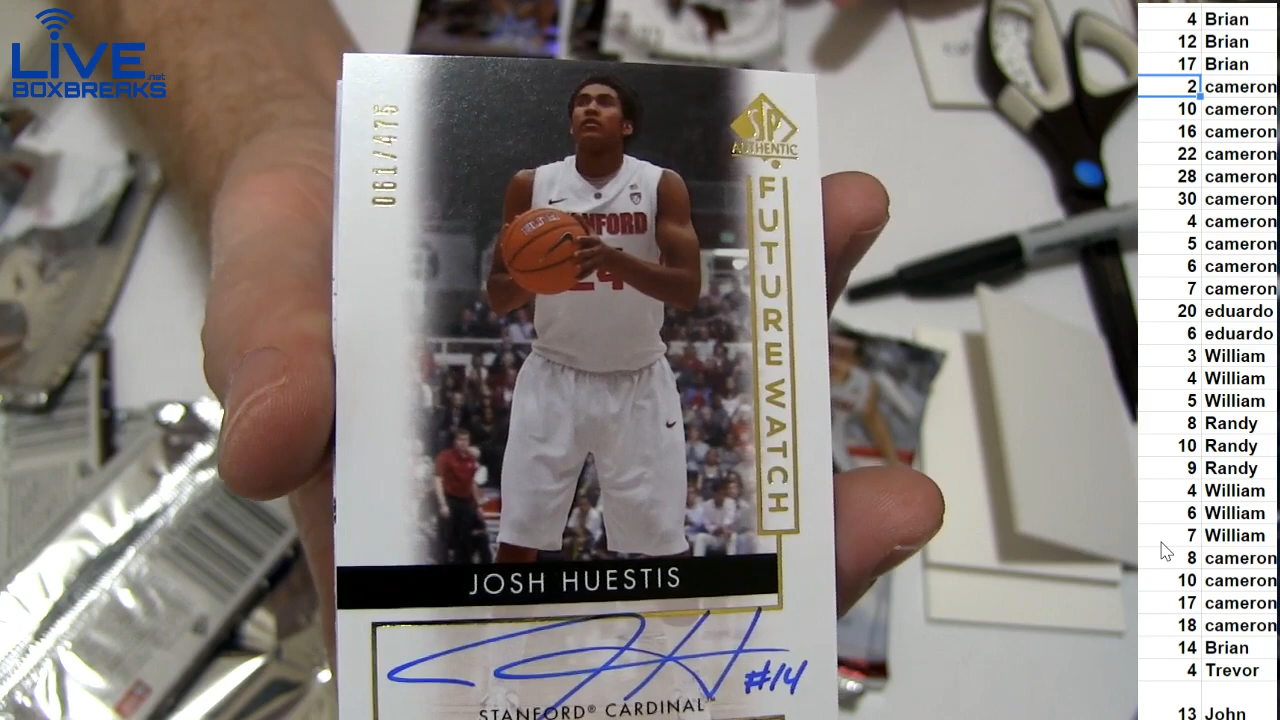 LIVE.net
BOXBREAKS
061/475
SP
AUTHENTIC
FUTURE WATCH
NFORD
24
JOSH HUESTIS
#14
STANFORD® CARDINAL™
4 Brian
12 Brian
17 Brian
2 cameron
10 cameron
16 cameron
22 cameron
28 cameron
30 cameron
4 cameron
5 cameron
6 cameron
7 cameron
20 eduardo
6 eduardo
3 William
4 William
5 William
8 Randy
10 Randy
9 Randy
4 William
6 William
7 William
8 cameron
10 cameron
17 cameron
18 cameron
14 Brian
4 Trevor
13 John